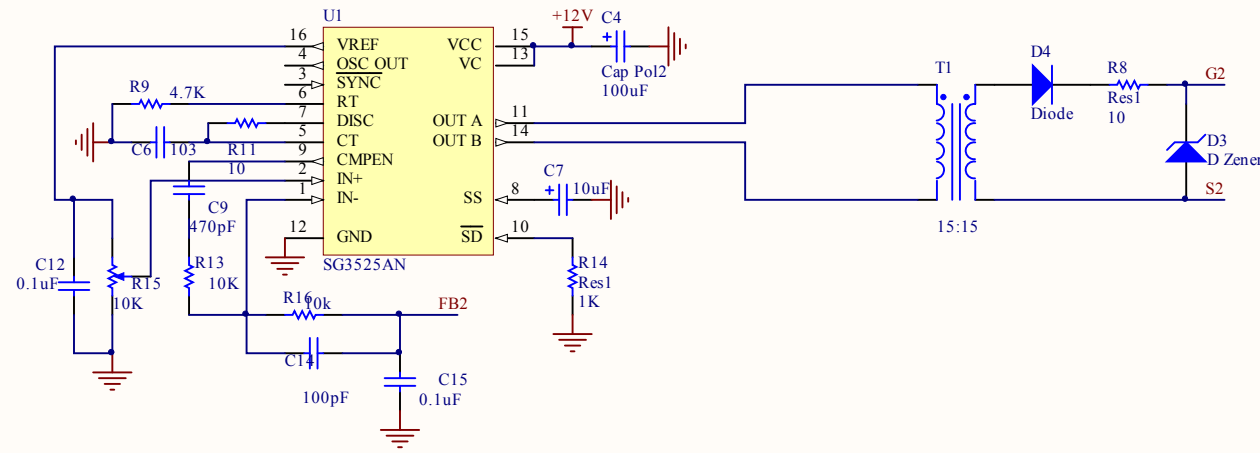 U1
+12V
C4
16
VREF
VCC
15
4
OSC OUT
VC
13
3
SYNC
Cap Pol2
100uF
R9
4.7K
6
RT
7
DISC
OUT A
11
C6
103
5
CT
OUT B
14
R11
10
9
CMPEN
2
IN+
1
IN-
SS
8
C7
10uF
C9
470pF
12
GND
SD
10
SG3525AN
C12
0.1uF
R15
10K
R13
10K
R14
Res1
1K
R16
10k
FB2
C14
100pF
C15
0.1uF
T1
15:15
D4
Diode
R8
Res1
10
G2
D3
D Zener
S2